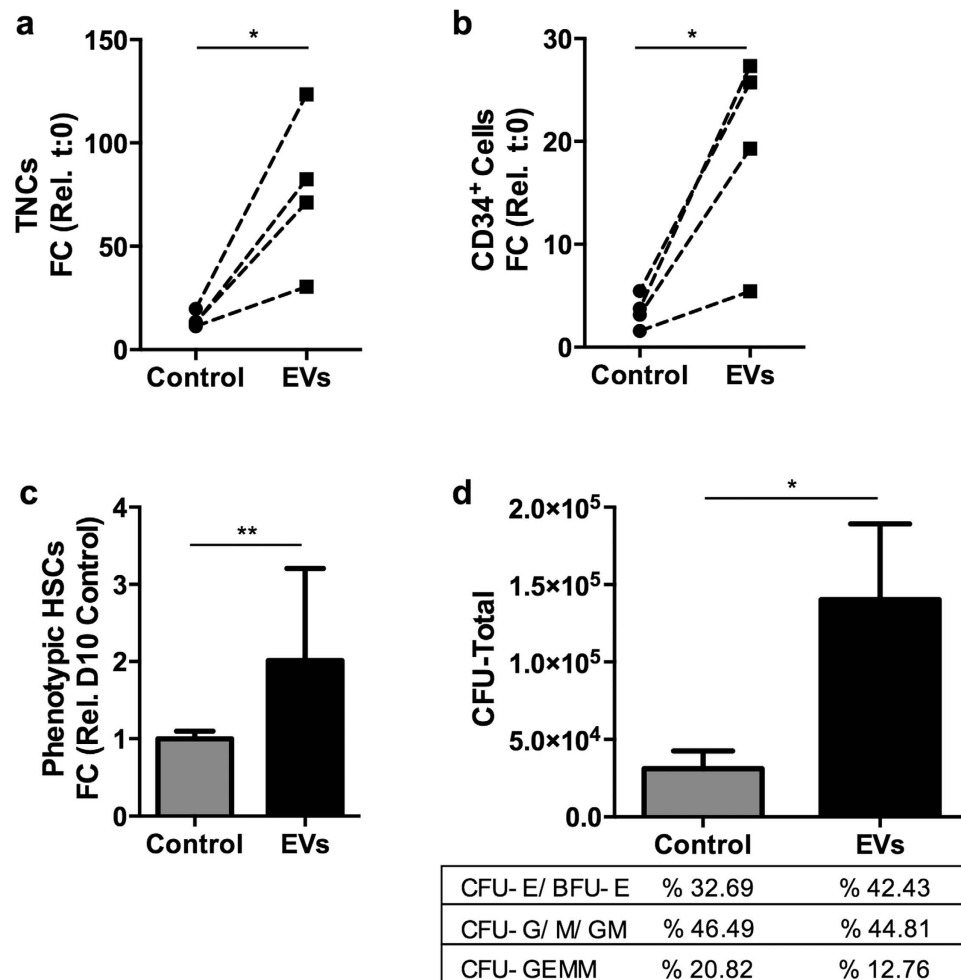 a
TNCs
FC (Rel. t:0)
150
100
50
0
*
Control EVs
b
CD34⁺ Cells
FC (Rel. t:0)
30
20
10
0
*
Control EVs
c
Phenotypic HSCs
FC (Rel. D10 Control)
4
3
2
1
0
**
Control EVs
d
CFU-Total
2.0×10⁵
1.5×10⁵
1.0×10⁵
5.0×10⁴
0.0
*
Control EVs
CFU- E/ BFU- E % 32.69 % 42.43
CFU- G/ M/ GM % 46.49 % 44.81
CFU- GEMM % 20.82 % 12.76